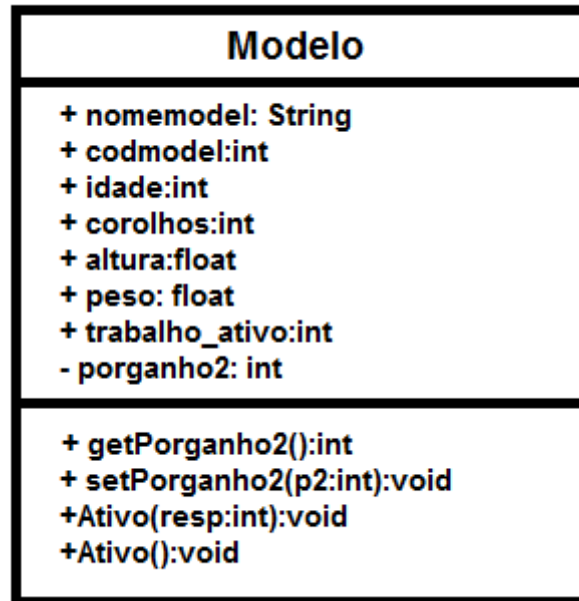 Modelo
+ nomemodel: String
+ codmodel:int
+ idade:int
+ corolhos:int
+ altura:float
+ peso: float
+ trabalho_ativo:int
- porganho2: int
+ getPorganho2():int
+ setPorganho2(p2:int):void
+Ativo(resp:int):void
+Ativo():void